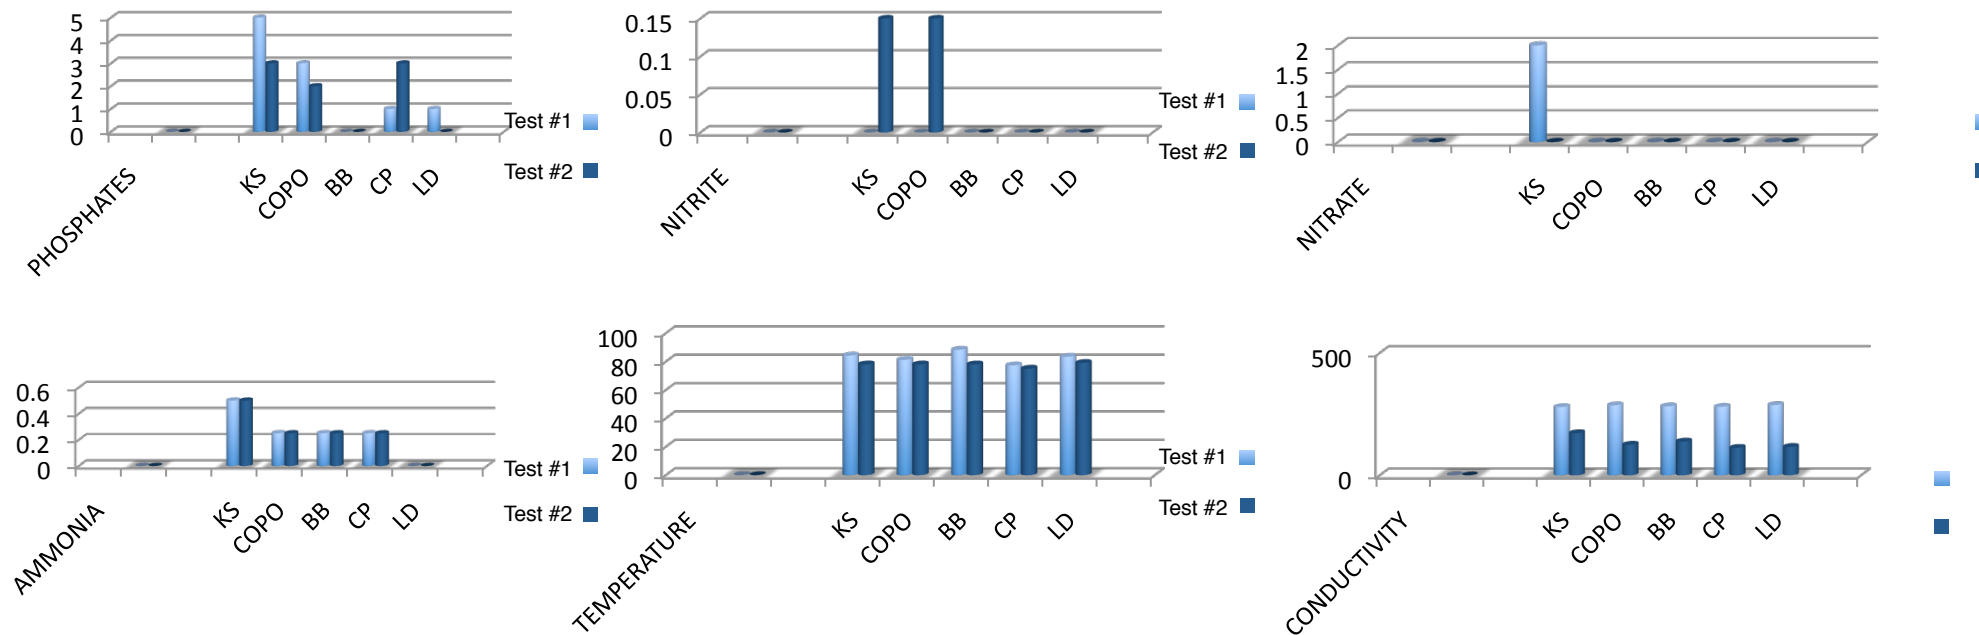 5
4
3
2
1
0
PHOSPHATES
KS
COPO
BB
CP
LD
Test #1
Test #2
0.15
0.1
0.05
0
NITRITE
KS
COPO
BB
CP
LD
Test #1
Test #2
2
1.5
1
0.5
0
NITRATE
KS
COPO
BB
CP
LD
0.6
0.4
0.2
0
AMMONIA
KS
COPO
BB
CP
LD
Test #1
Test #2
100
80
60
40
20
0
TEMPERATURE
KS
COPO
BB
CP
LD
Test #1
Test #2
500
0
CONDUCTIVITY
KS
COPO
BB
CP
LD